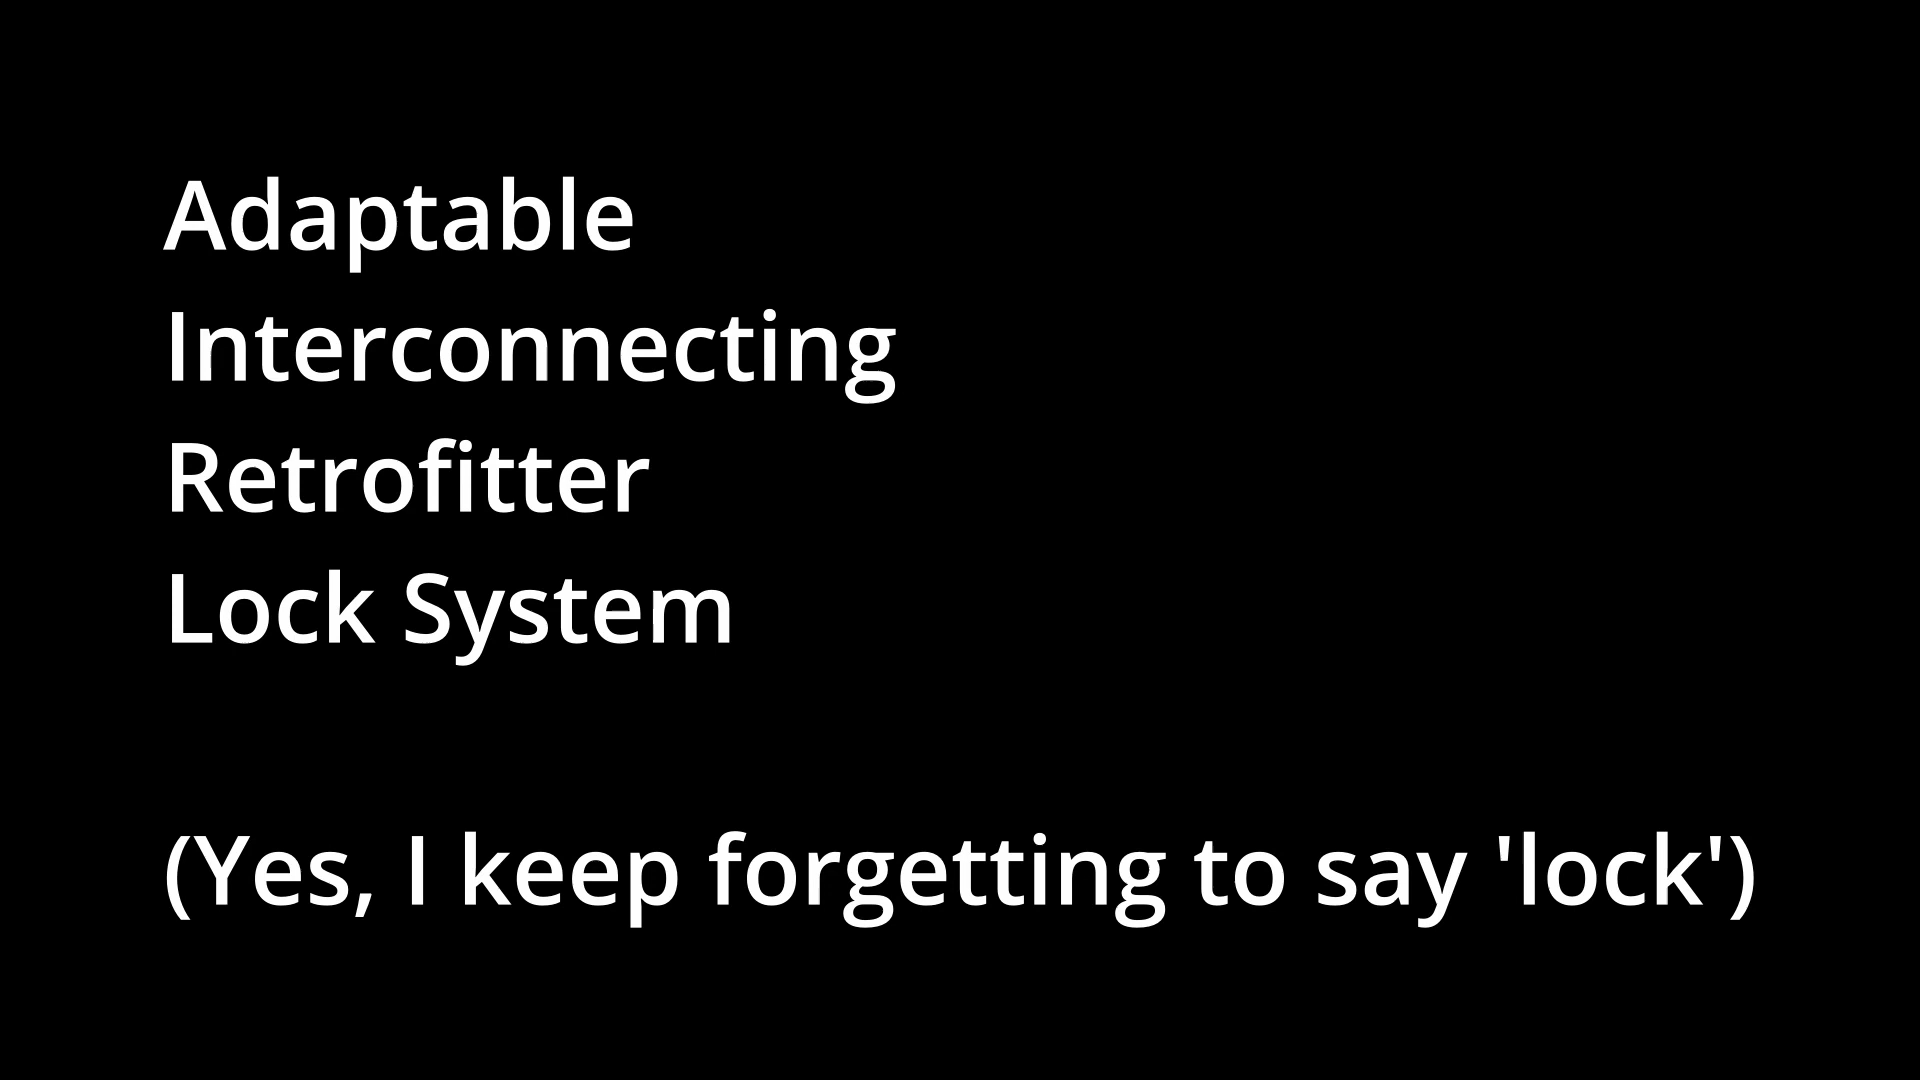 Adaptable
Interconnecting
Retrofitter
Lock System
(Yes, I keep forgetting to say 'lock')